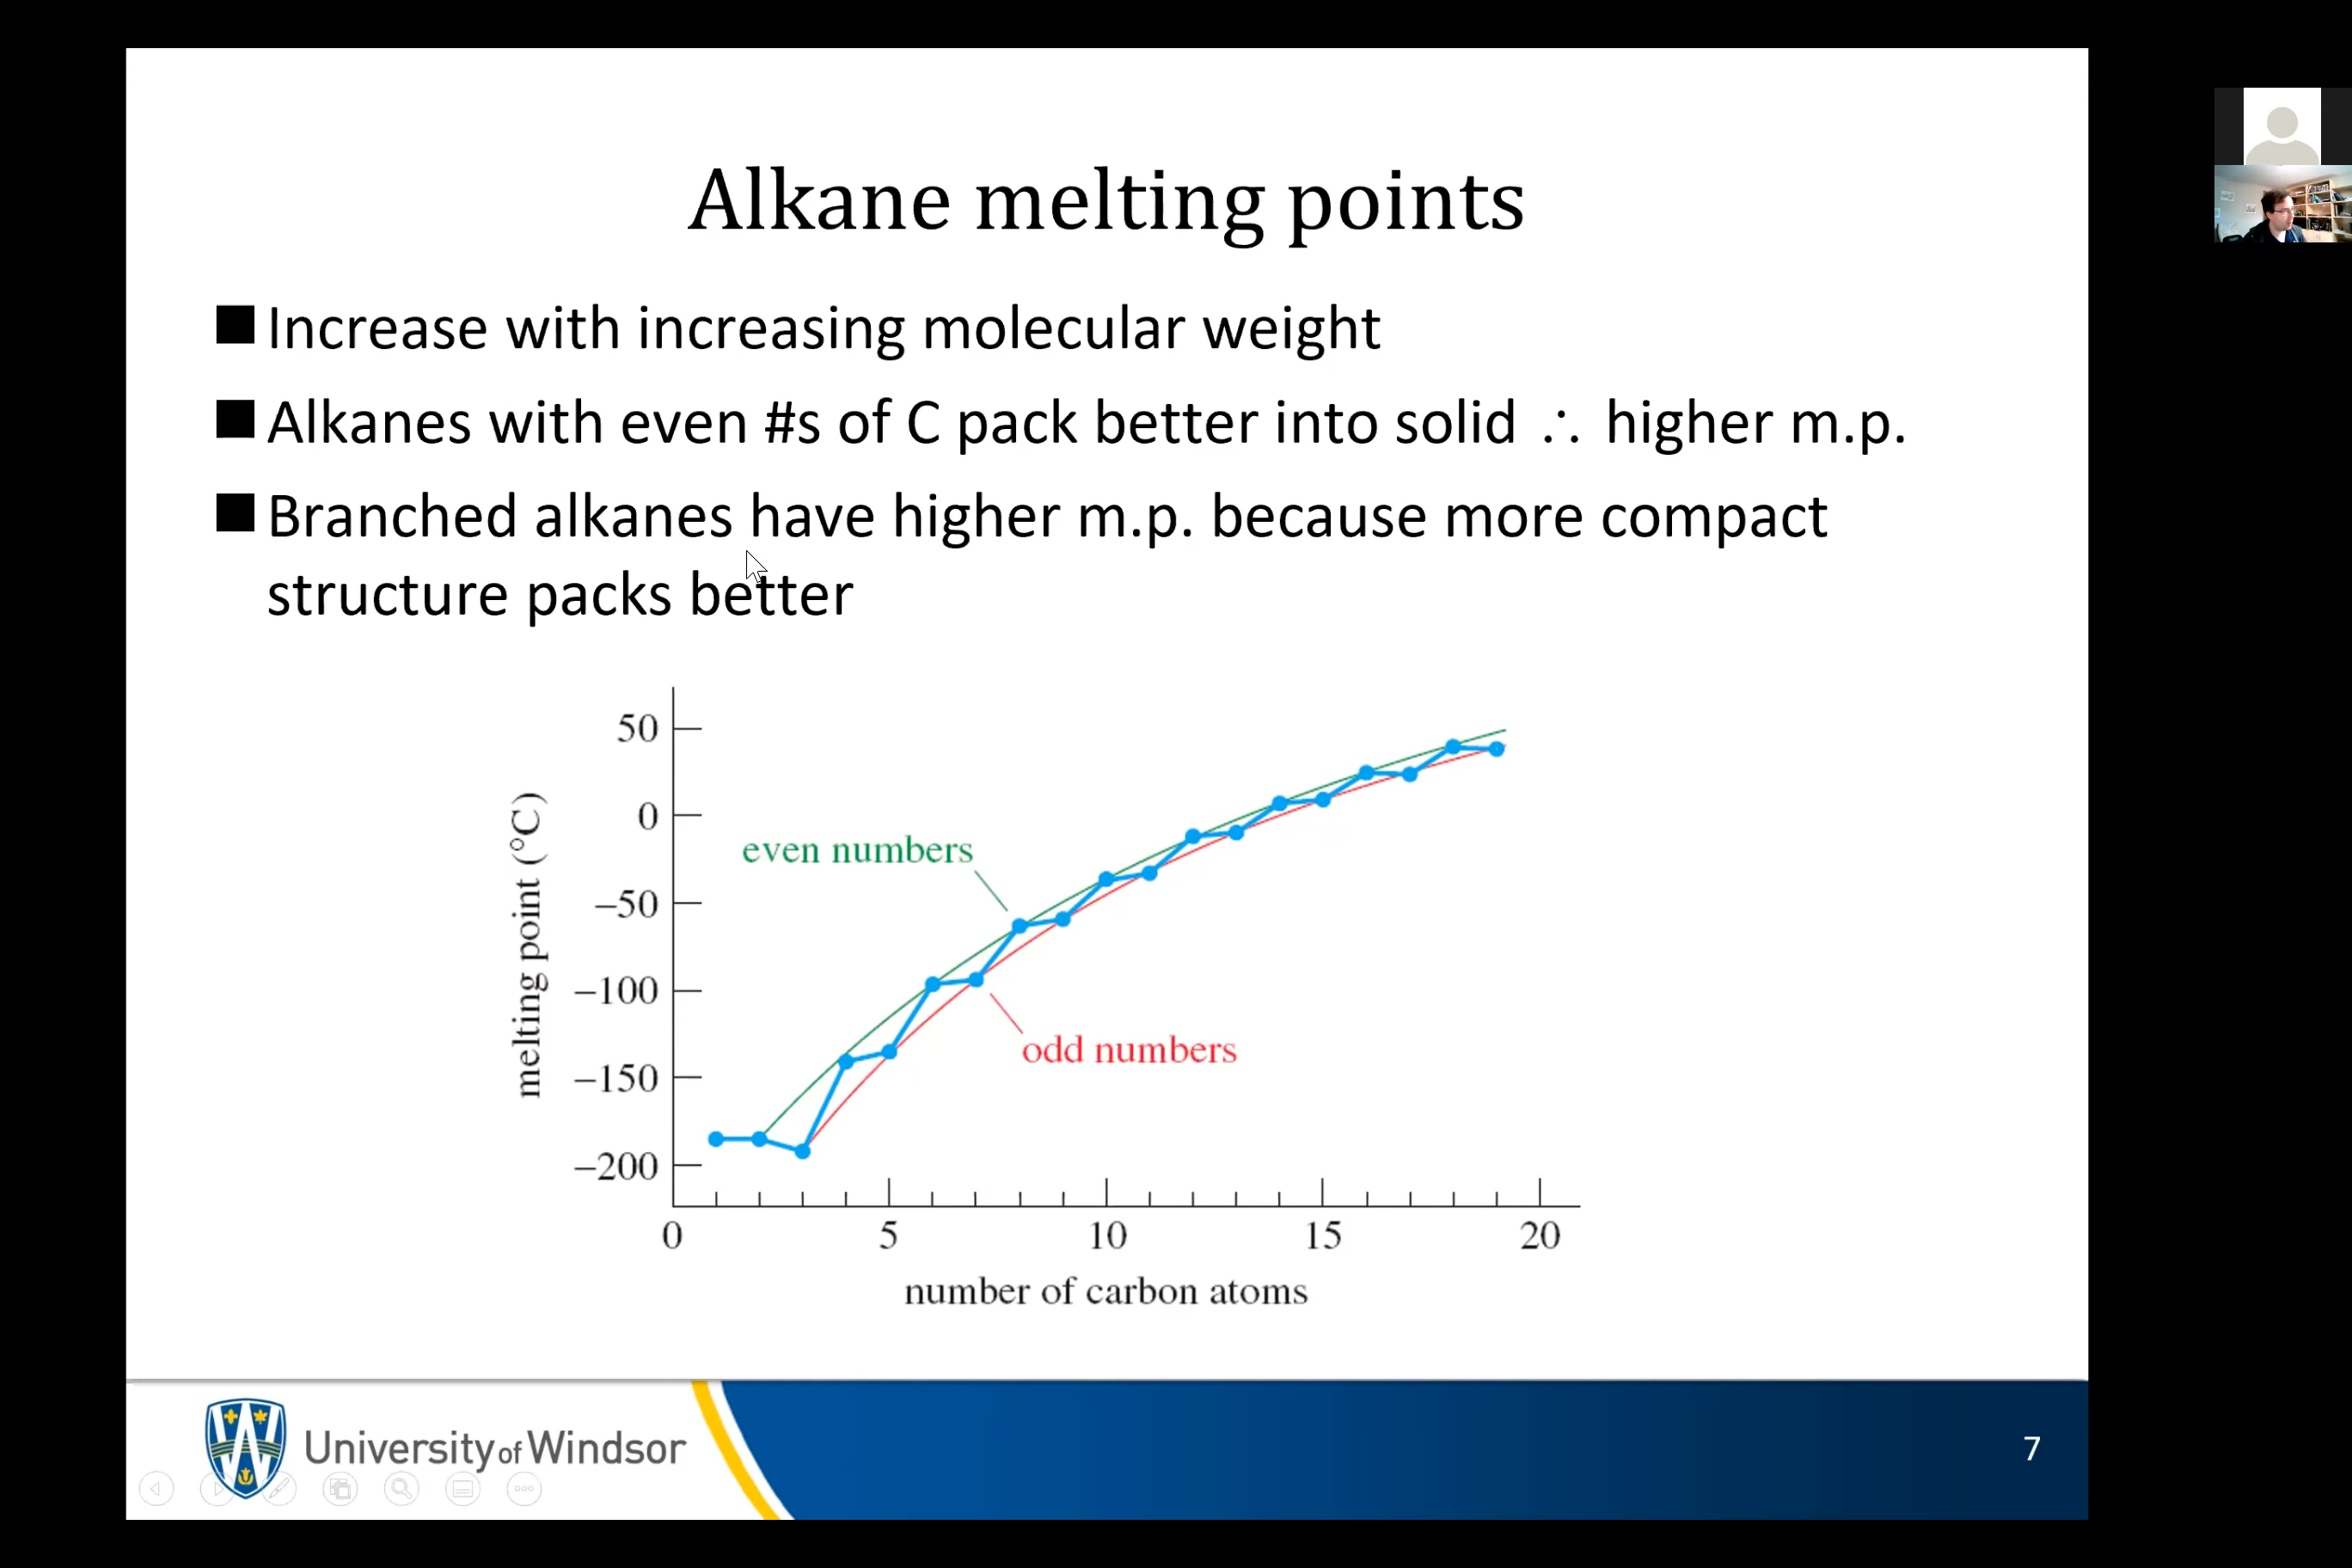 Alkane melting points
Increase with increasing molecular weight
Alkanes with even #s of C pack better into solid ∴ higher m.p.
Branched alkanes have higher m.p. because more compact
structure packs better
50
0
–50
–100
–150
–200
melting point (°C)
even numbers
odd numbers
0 5 10 15 20
number of carbon atoms
University of Windsor
7